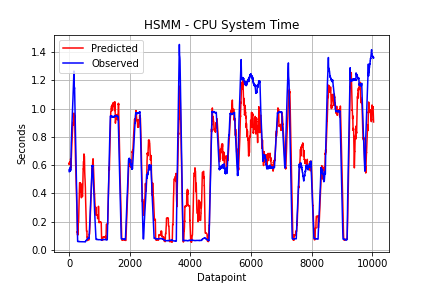 HSMM - CPU System Time
Predicted
Observed
Seconds
1.4
1.2
1.0
0.8
0.6
0.4
0.2
0.0
0 2000 4000 6000 8000 10000
Datapoint